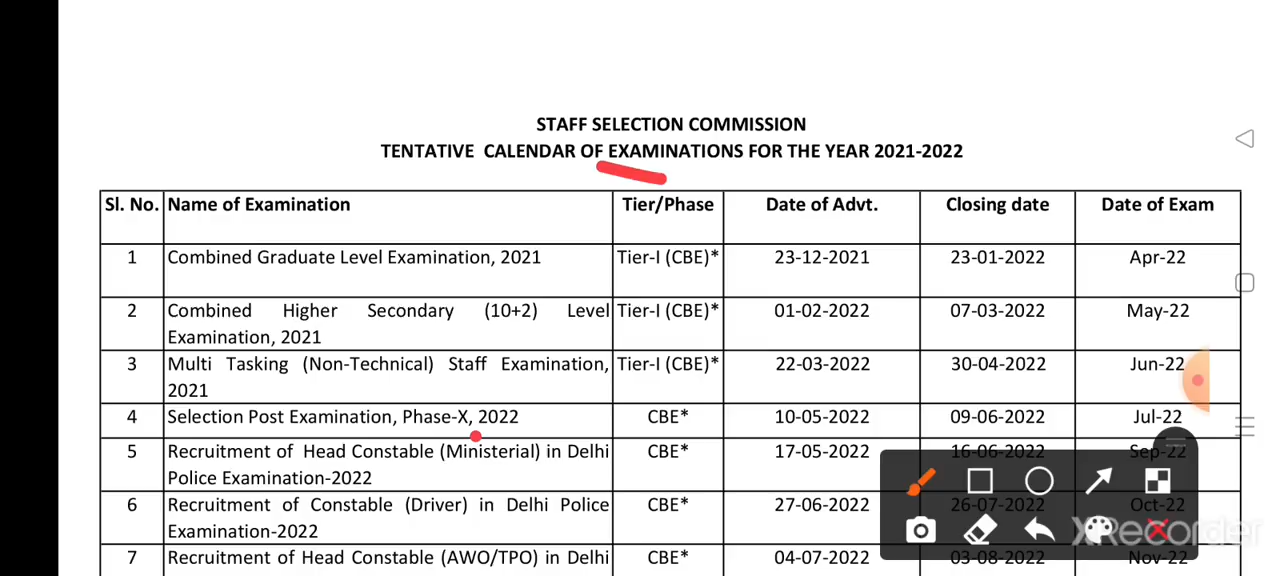 STAFF SELECTION COMMISSION
TENTATIVE CALENDAR OF EXAMINATIONS FOR THE YEAR 2021-2022
Sl. No. Name of Examination Tier/Phase Date of Advt. Closing date Date of Exam
1 Combined Graduate Level Examination, 2021 Tier-I (CBE)* 23-12-2021 23-01-2022 Apr-22
2 Combined Higher Secondary (10+2) Level Tier-I (CBE)* 01-02-2022 07-03-2022 May-22
Examination, 2021
3 Multi Tasking (Non-Technical) Staff Examination, Tier-I (CBE)* 22-03-2022 30-04-2022 Jun-22
2021
4 Selection Post Examination, Phase-X, 2022 CBE* 10-05-2022 09-06-2022 Jul-22
5 Recruitment of Head Constable (Ministerial) in Delhi CBE* 17-05-2022 16-06-2022 Sep-22
Police Examination-2022
6 Recruitment of Constable (Driver) in Delhi Police CBE* 27-06-2022 26-07-2022 Oct-22
Examination-2022
XRecorder
7 Recruitment of Head Constable (AWO/TPO) in Delhi CBE* 04-07-2022 03-08-2022 Nov-22